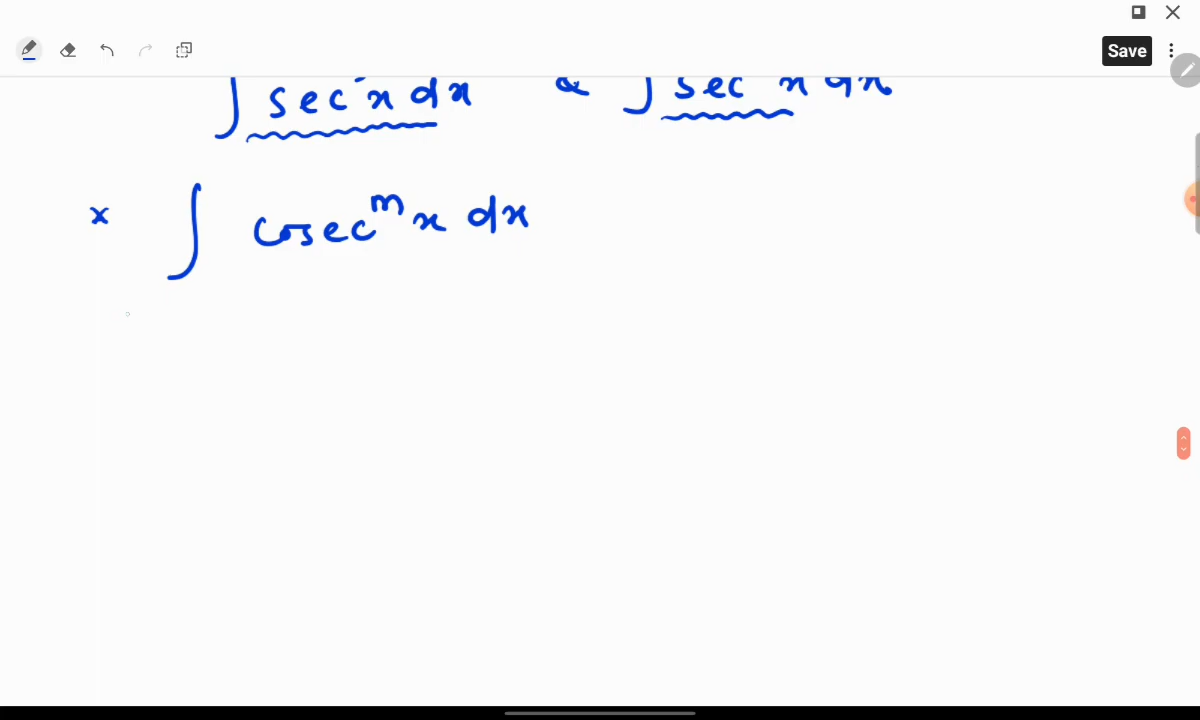 Save
∫ sec x dx & ∫ sec x dx
x ∫ cosec^m x dx